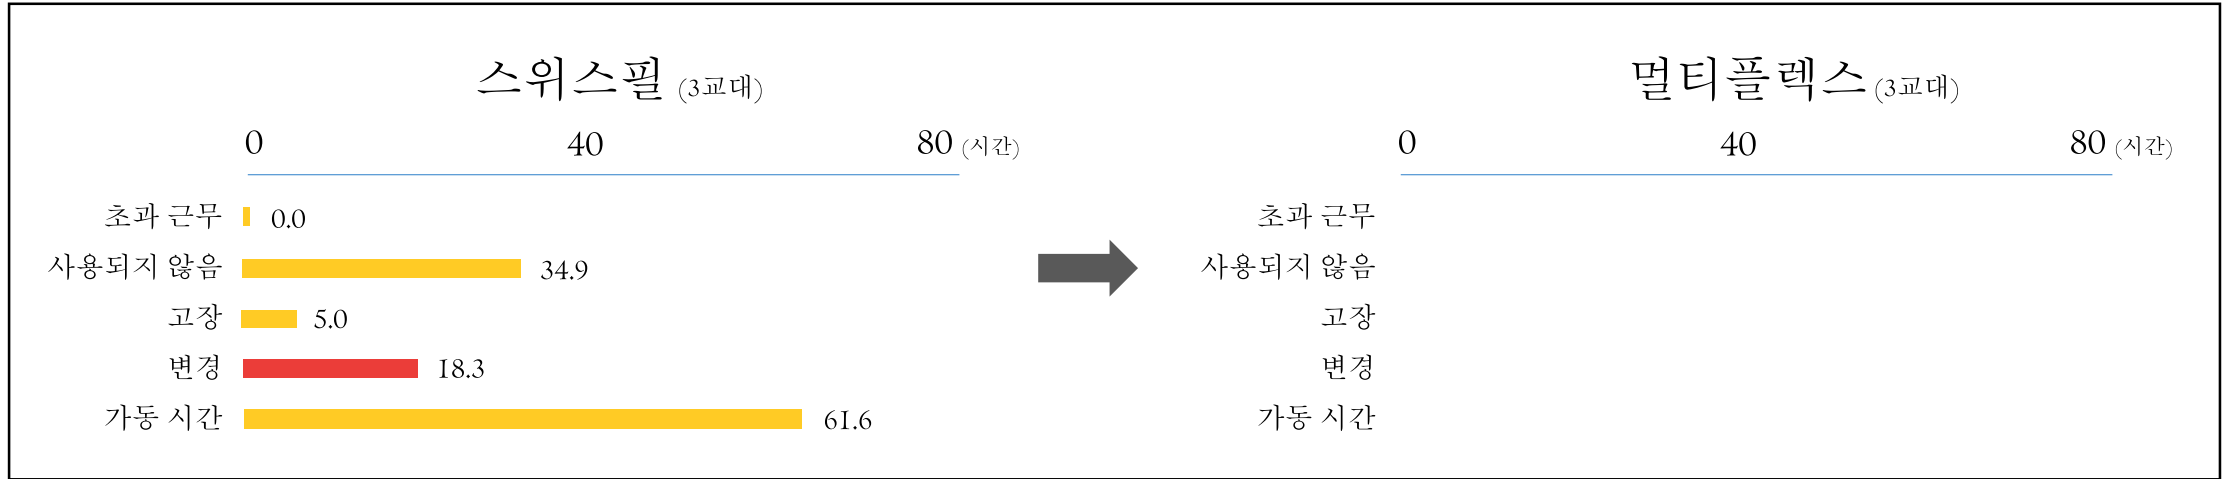 스위스필 (3교대)
0 40 80 (시간)
초과 근무 0.0
사용되지 않음 34.9
고장 5.0
변경 18.3
가동 시간 61.6
멀티플렉스 (3교대)
0 40 80 (시간)
초과 근무
사용되지 않음
고장
변경
가동 시간